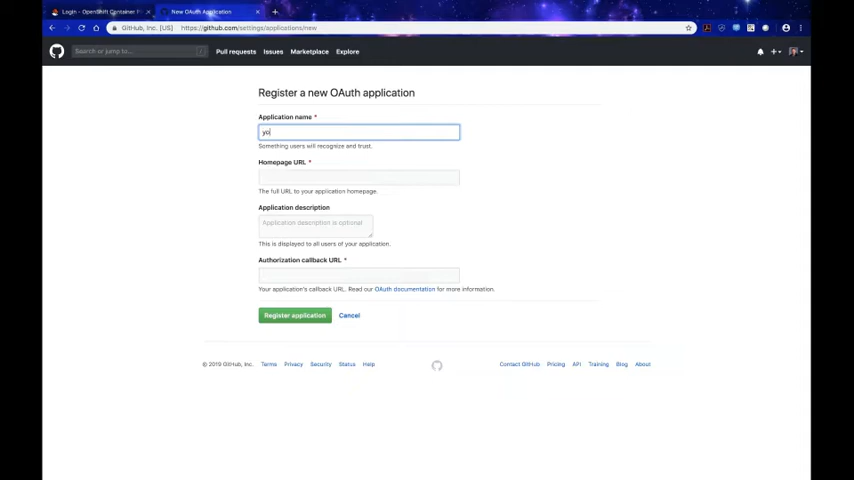 Login - OpenShift Container P
New OAuth Application
GitHub, Inc. [US]
https://github.com/settings/applications/new
Search or jump to...
/
Pull requests
Issues
Marketplace
Explore
Register a new OAuth application
Application name *
yo
Something users will recognize and trust.
Homepage URL *
The full URL to your application homepage.
Application description
Application description is optional
This is displayed to all users of your application.
Authorization callback URL *
Your application's callback URL. Read our OAuth documentation for more information.
Register application
Cancel
© 2019 GitHub, Inc.
Terms
Privacy
Security
Status
Help
Contact GitHub
Pricing
API
Training
Blog
About